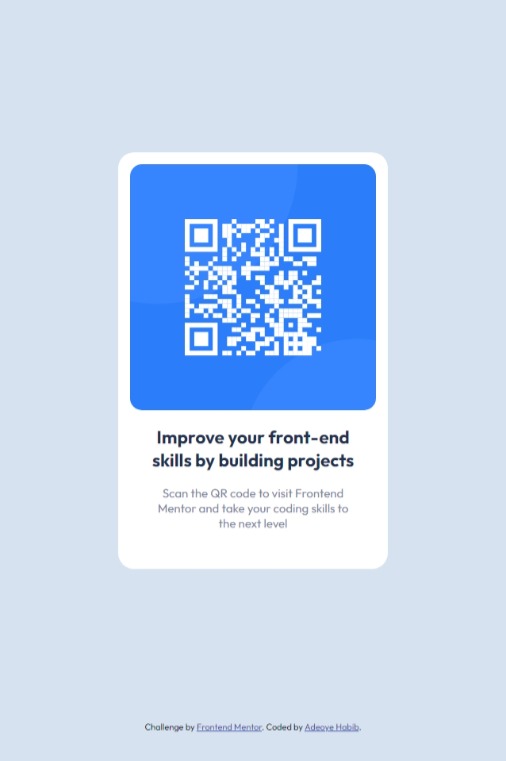 Improve your front-end
skills by building projects
Scan the QR code to visit Frontend
Mentor and take your coding skills to
the next level
Challenge by Frontend Mentor. Coded by Adeoye Habib.